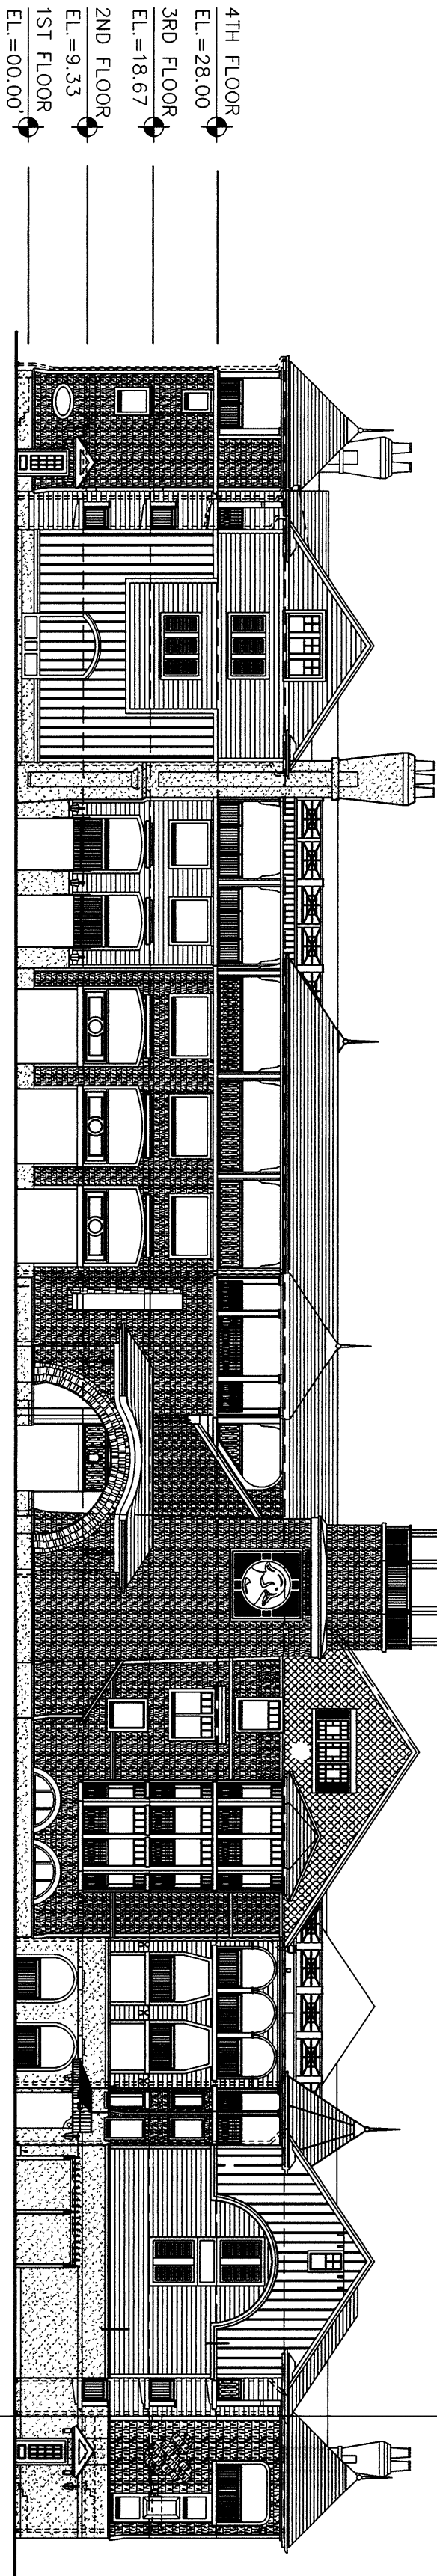 4TH FLOOR
EL.=28.00
3RD FLOOR
EL.=18.67
2ND FLOOR
EL.=9.33
1ST FLOOR
EL.=00.00'